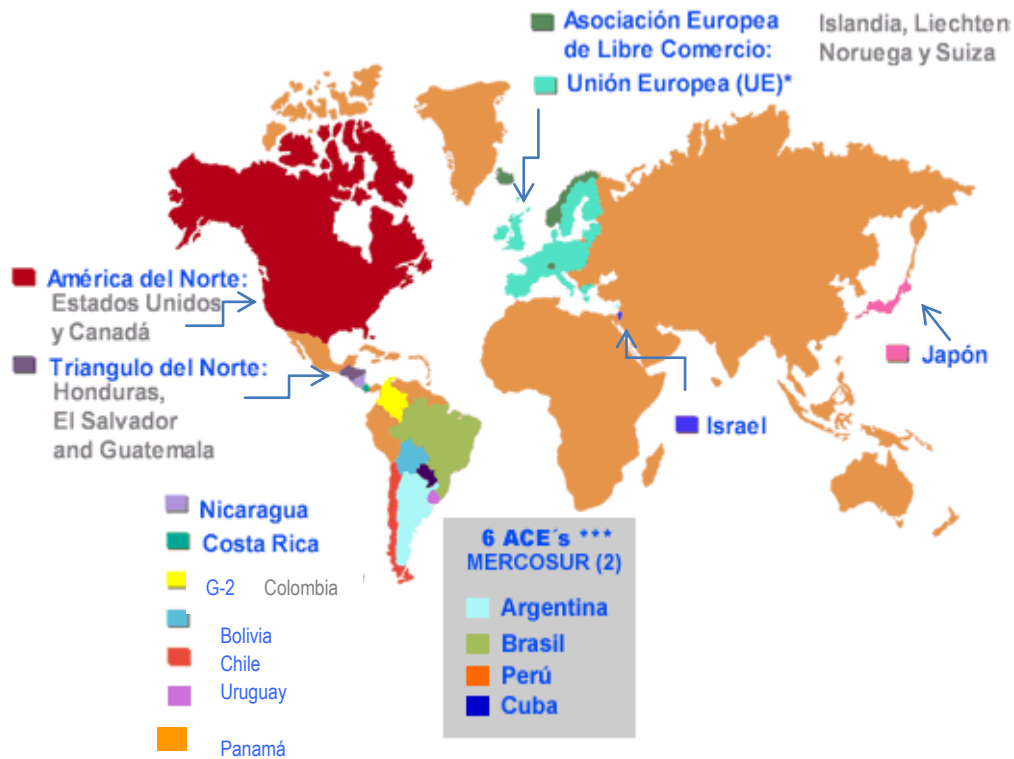 Asociación Europea
de Libre Comercio:
Islandia, Liechten
Noruega y Suiza
Unión Europea (UE)*
América del Norte:
Estados Unidos
y Canadá
Triangulo del Norte:
Honduras,
El Salvador
and Guatemala
Japón
Israel
Nicaragua
Costa Rica
G-2 Colombia
Bolivia
Chile
Uruguay
Panamá
6 ACE´s ***
MERCOSUR (2)
Argentina
Brasil
Perú
Cuba